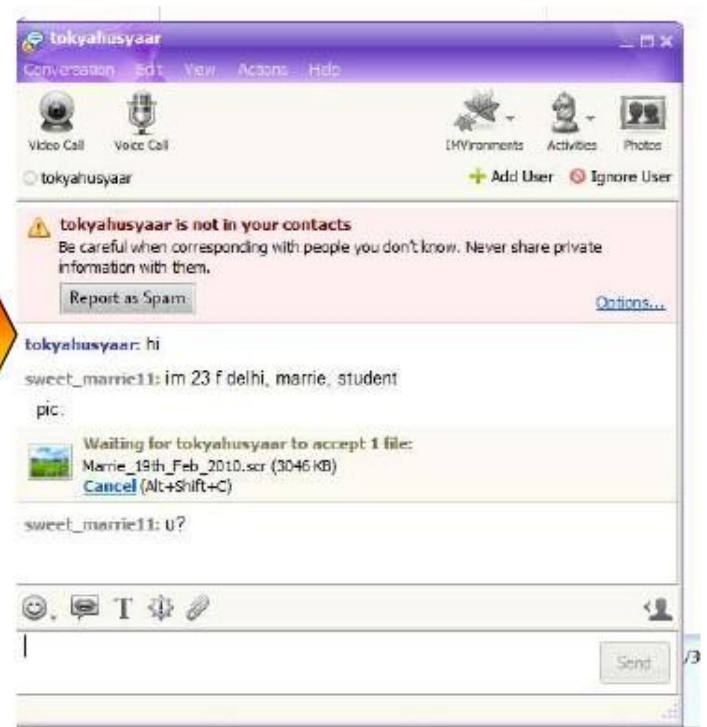 tokyahusyaar
Conversation Edit View Actions Help
Video Call Voice Call IMVironments Activities Photos
tokyahusyaar Add User Ignore User
tokyahusyaar is not in your contacts
Be careful when corresponding with people you don't know. Never share private
information with them.
Report as Spam Options...
tokyahusyaar: hi
sweet_marrie11: im 23 f delhi, marrie, student
pic:
Waiting for tokyahusyaar to accept 1 file:
Marrie_19th_Feb_2010.scr (3046 KB)
Cancel (Alt+Shift+C)
sweet_marrie11: u?
T
Send
/3